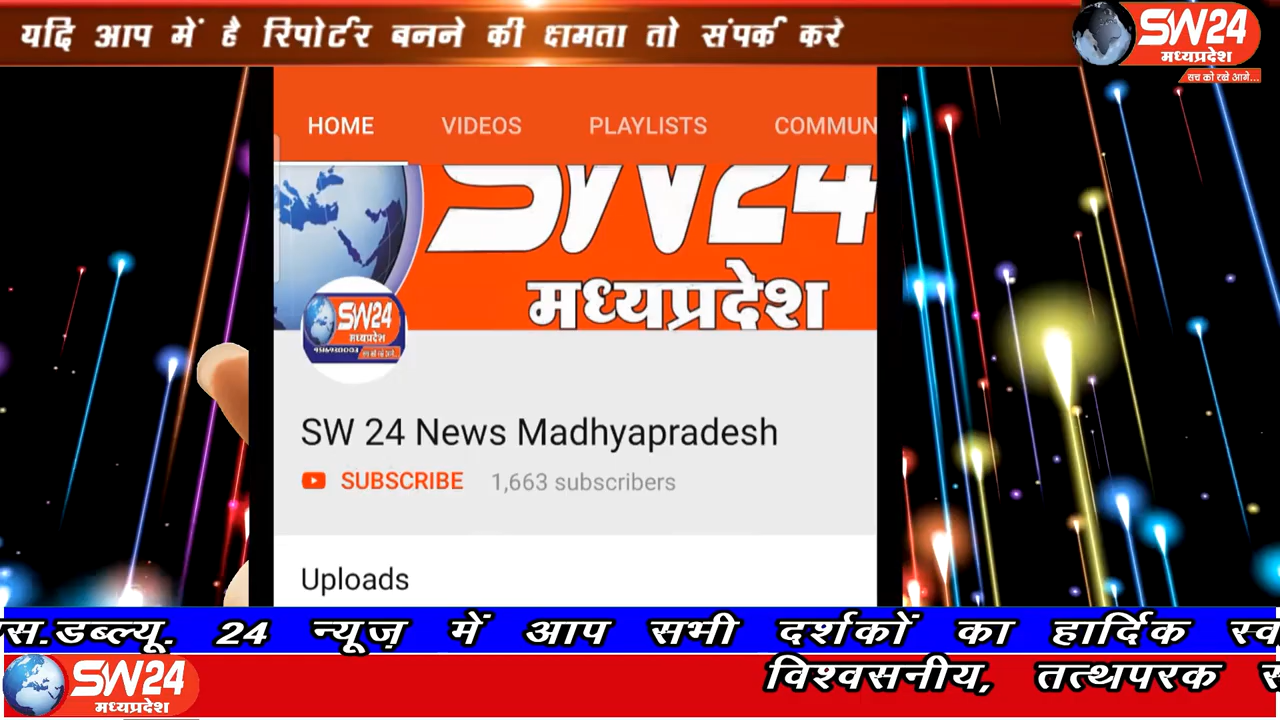 यदि आप में है रिपोर्टर बनने की क्षमता तो संपर्क करे
SW24
मध्यप्रदेश
सच को रखे आगे...
HOME VIDEOS PLAYLISTS COMMUN
SW24
मध्यप्रदेश
SW24
मध्यप्रदेश
SW 24 News Madhyapradesh
SUBSCRIBE 1,663 subscribers
Uploads
स.डब्ल्यू. 24 न्यूज़ में आप सभी दर्शकों का हार्दिक स्व
विश्वसनीय, तत्थपरक स
SW24
मध्यप्रदेश